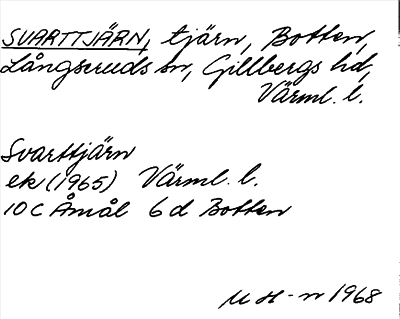 SVARTTJÄRN, tjärn, Botten,
Långseruds sn, Gillbergs hd,
Värml. l.
Svarttjärn
ek (1965) Värml. l.
10 C Åmål 6 d Botten
M H-n 1968